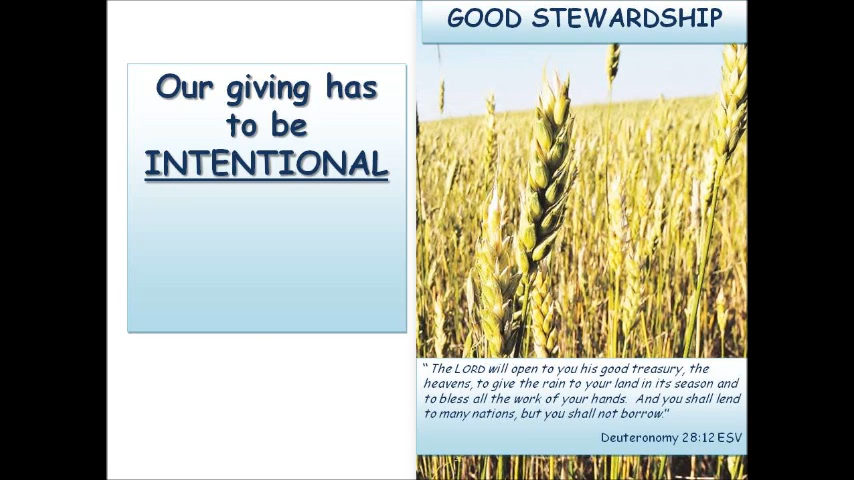 Our giving has
to be
INTENTIONAL
GOOD STEWARDSHIP
“ The LORD will open to you his good treasury, the
heavens, to give the rain to your land in its season and
to bless all the work of your hands.  And you shall lend
to many nations, but you shall not borrow.”
Deuteronomy 28:12 ESV